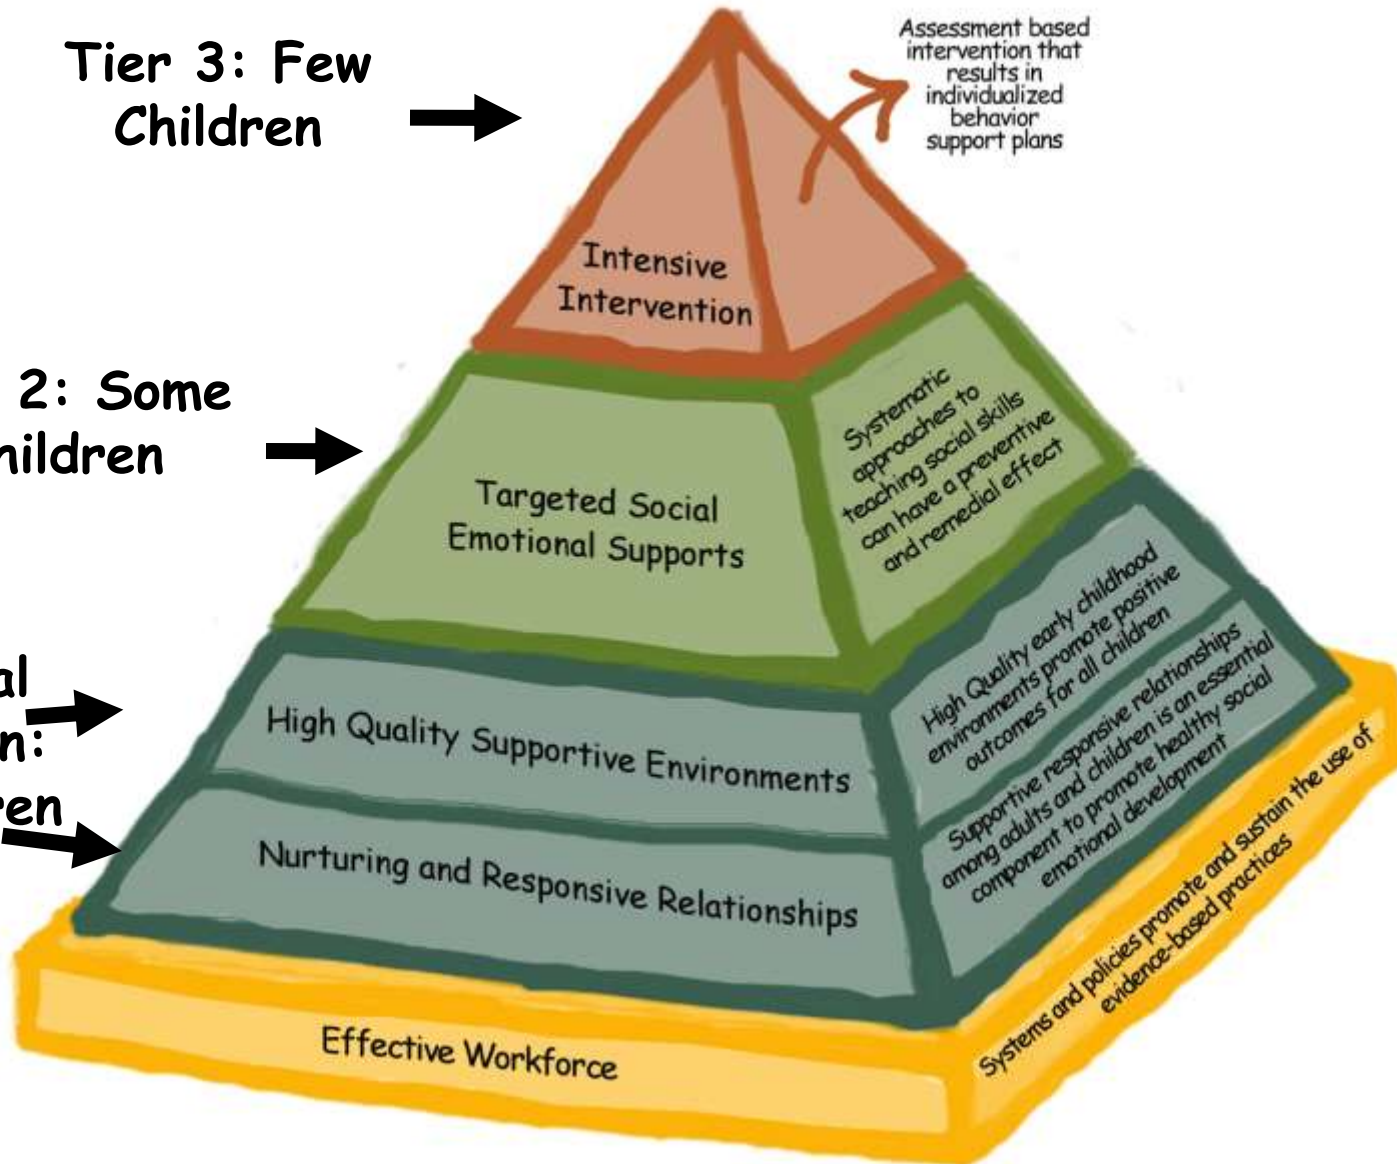 Tier 3: Few
Children
Assessment based
intervention that
results in
individualized
behavior
support plans
Intensive
Intervention
2: Some
hildren
Targeted Social
Emotional Supports
Systematic
approaches to
teaching social skills
can have a preventive
and remedial effect
al
n:
ren
High Quality Supportive Environments
High Quality early childhood
environments promote positive
outcomes for all children
Nurturing and Responsive Relationships
Supportive responsive relationships
among adults and children is an essential
component to promote healthy social
emotional development
Effective Workforce
Systems and policies promote and sustain the use of
evidence-based practices